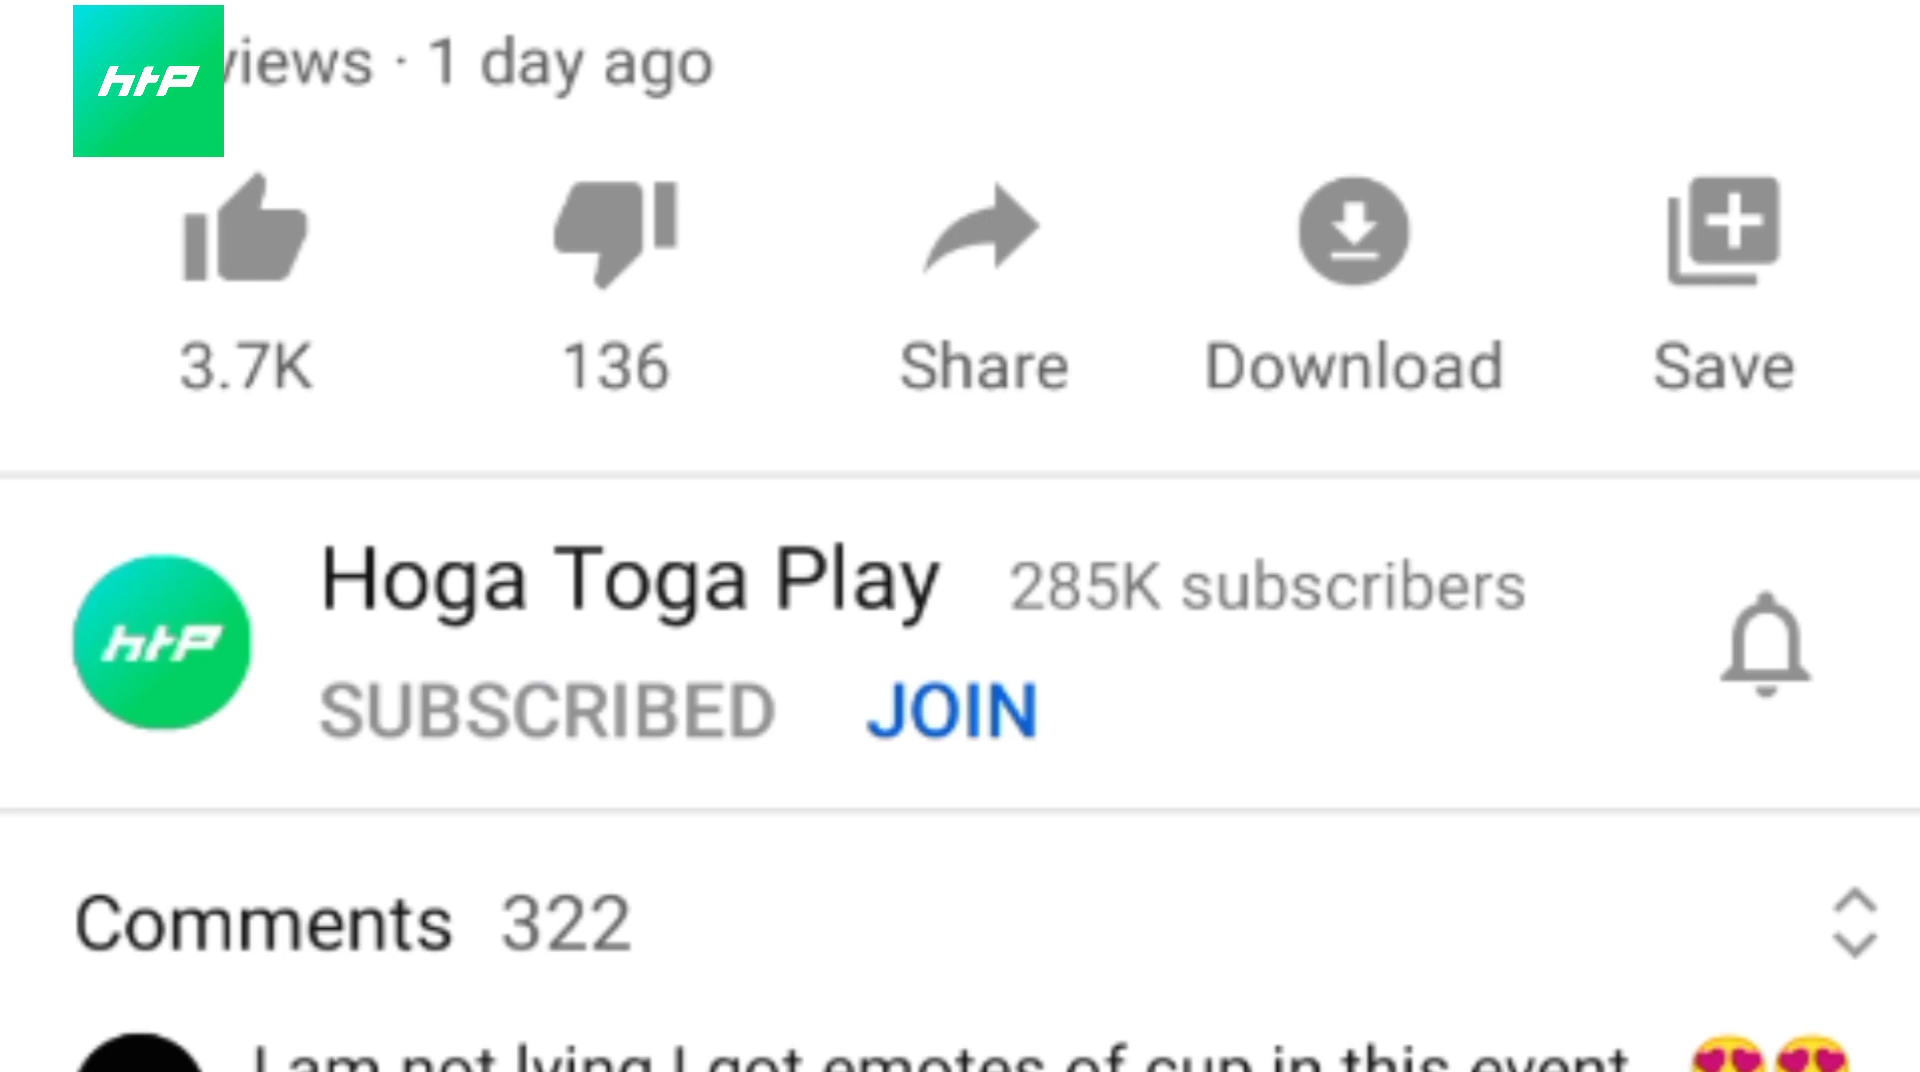 HTP
views · 1 day ago
3.7K 136 Share Download Save
Hoga Toga Play 285K subscribers
HTP
SUBSCRIBED JOIN
Comments 322
I am not lying I got emotes of cup in this event 😍😍